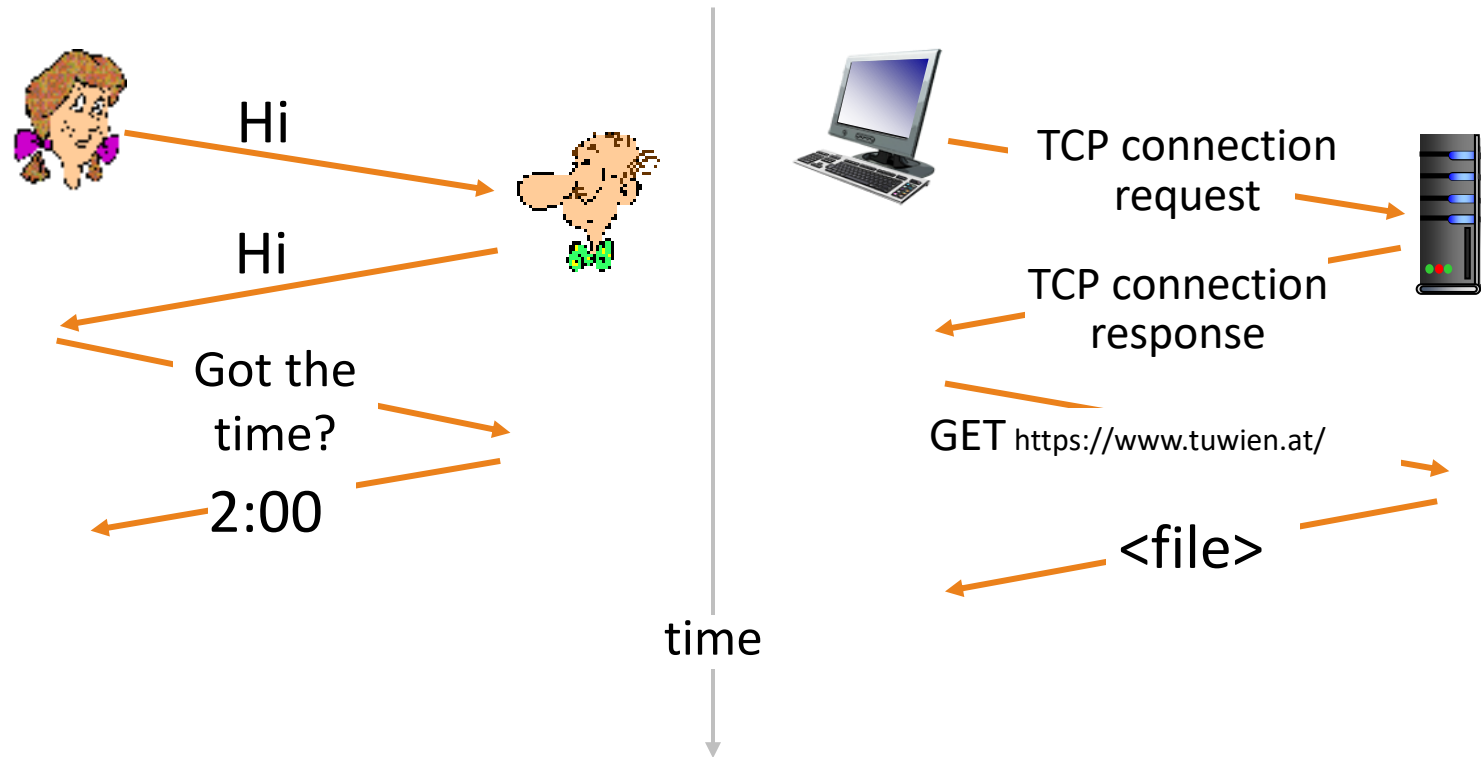 Hi
Hi
Got the
time?
2:00
TCP connection
request
TCP connection
response
GET https://www.tuwien.at/
<file>
time